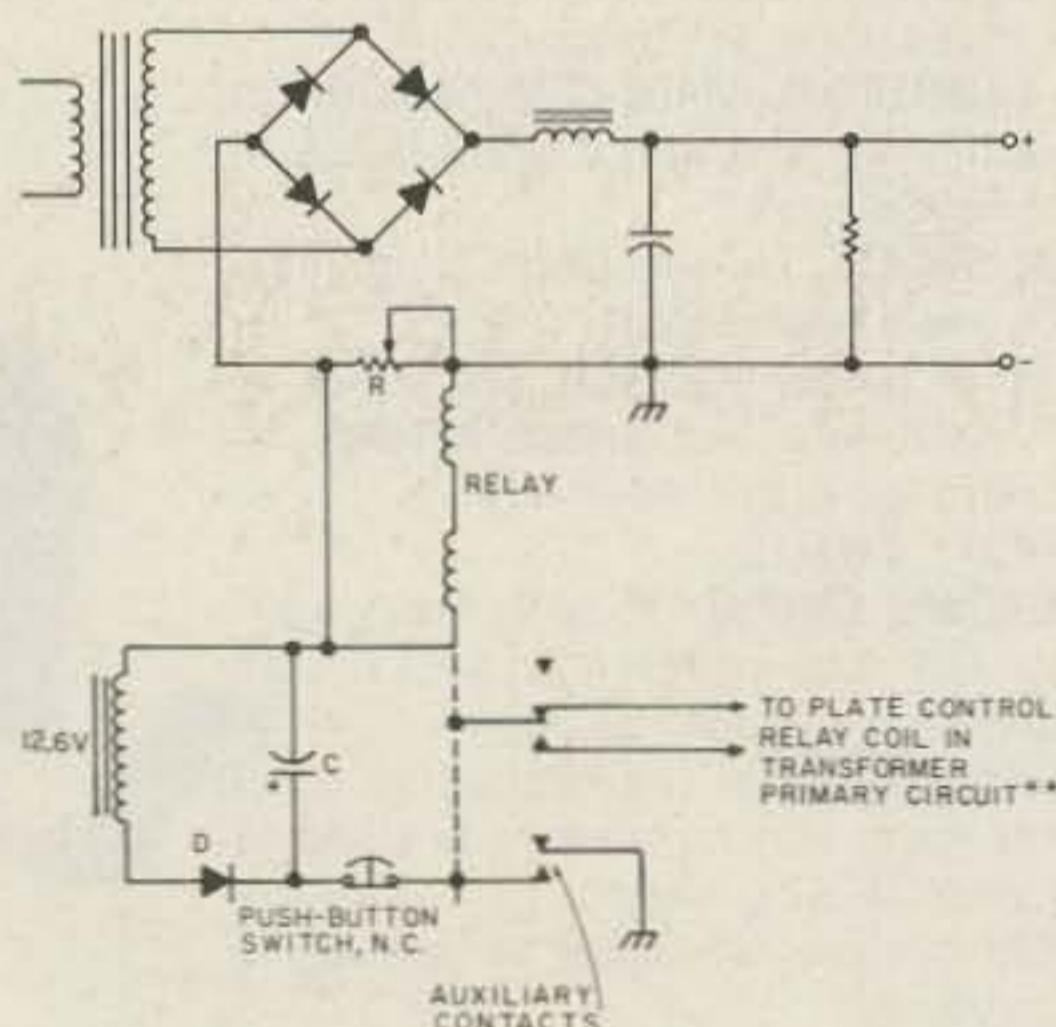 +
R
-
RELAY
12.6V
C
+
TO PLATE CONTROL
RELAY COIL IN
TRANSFORMER
PRIMARY CIRCUIT**
D
PUSH-BUTTON
SWITCH, N.C.
AUXILIARY
CONTACTS